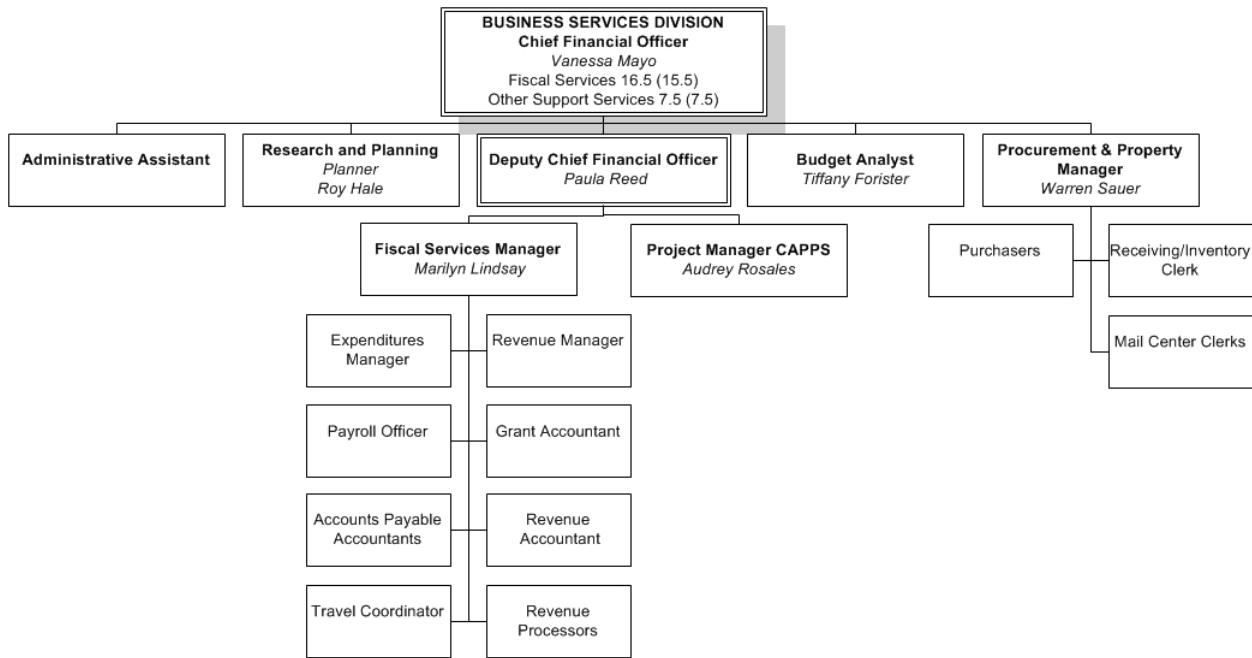 BUSINESS SERVICES DIVISION
Chief Financial Officer
Vanessa Mayo
Fiscal Services 16.5 (15.5)
Other Support Services 7.5 (7.5)
Administrative Assistant
Research and Planning
Planner
Roy Hale
Deputy Chief Financial Officer
Paula Reed
Budget Analyst
Tiffany Forister
Procurement & Property
Manager
Warren Sauer
Fiscal Services Manager
Marilyn Lindsay
Project Manager CAPPS
Audrey Rosales
Purchasers
Receiving/Inventory
Clerk
Expenditures
Manager
Revenue Manager
Mail Center Clerks
Payroll Officer
Grant Accountant
Accounts Payable
Accountants
Revenue
Accountant
Travel Coordinator
Revenue
Processors